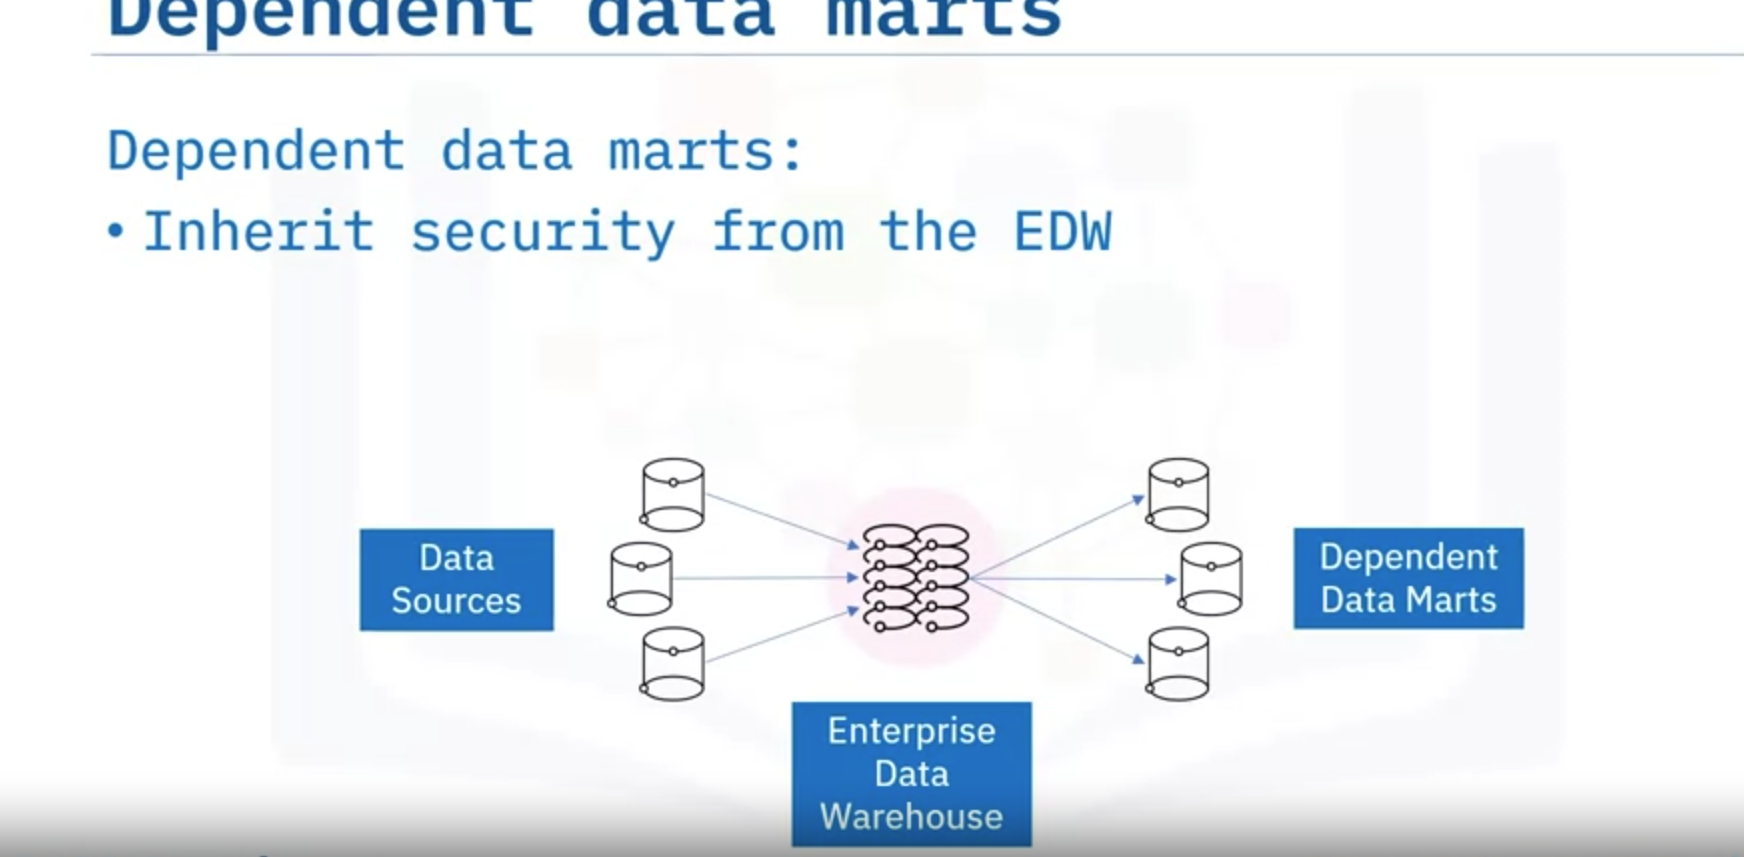 Dependent data marts
Dependent data marts:
• Inherit security from the EDW
Data
Sources
Dependent
Data Marts
Enterprise
Data
Warehouse